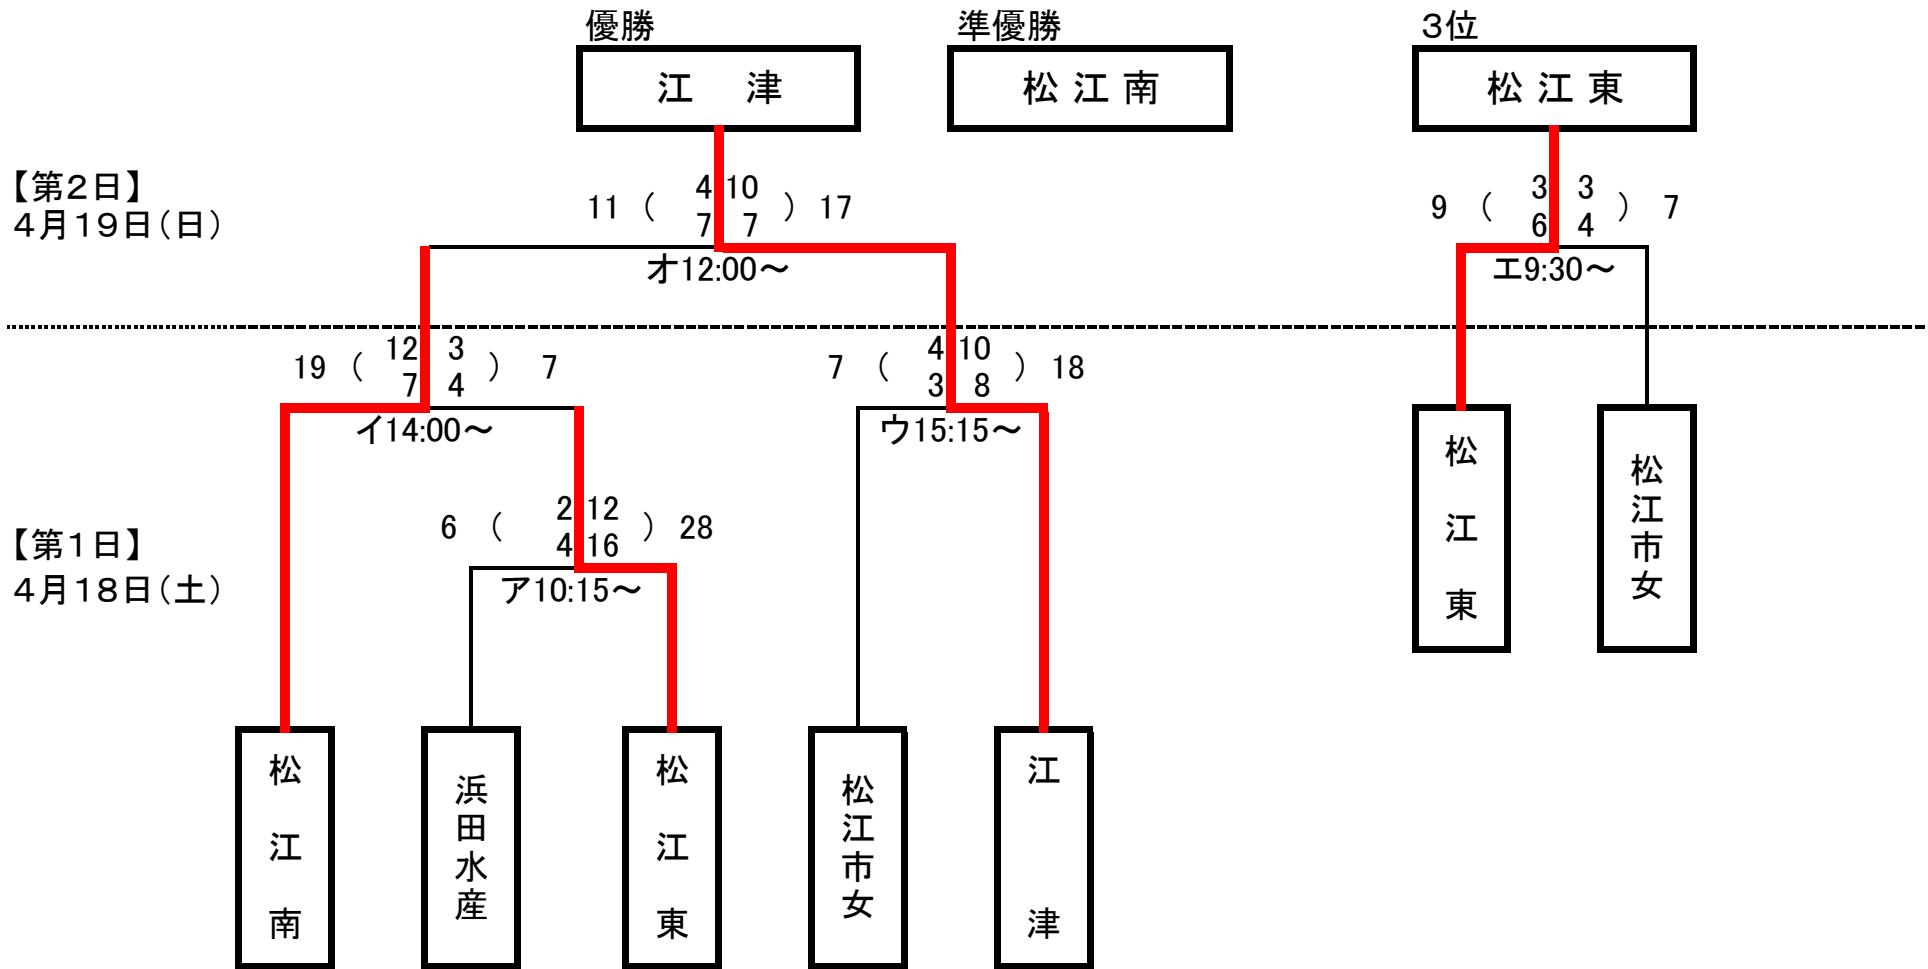 優勝
準優勝
３位
江　津
松江南
松江東
【第２日】
４月１９日（日）
11 ( 4 10 ) 17
7 7
オ12:00～
9 ( 3 3 ) 7
6 4
エ9:30～
19 ( 12 3 ) 7
7 4
イ14:00～
7 ( 4 10 ) 18
3 8
ウ15:15～
松江東
松江市女
【第１日】
４月１８日（土）
6 ( 2 12 ) 28
4 16
ア10:15～
松江南
浜田水産
松江東
松江市女
江津